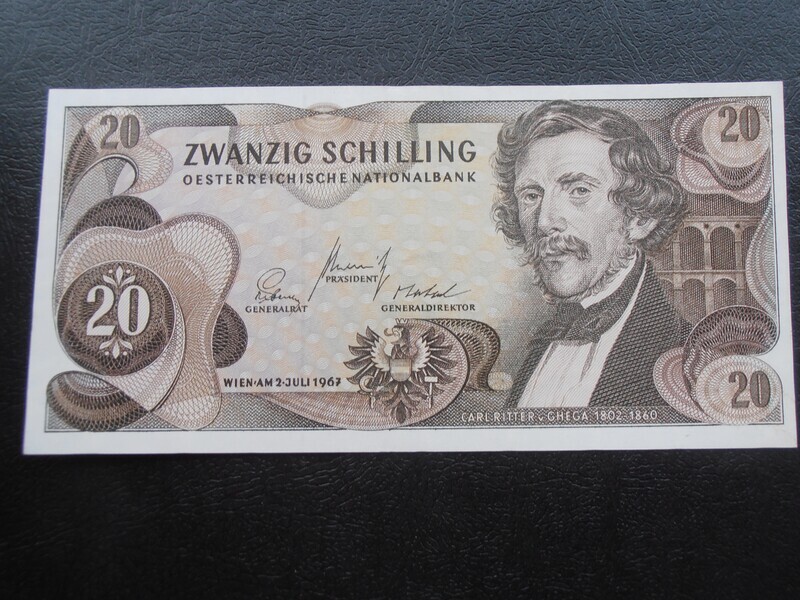 20
20
ZWANZIG SCHILLING
OESTERREICHISCHE NATIONALBANK
PRÄSIDENT
GENERALRAT
GENERALDIREKTOR
20
WIEN·AM 2·JULI 1967
20
CARL·RITTER v. GHEGA 1802-1860